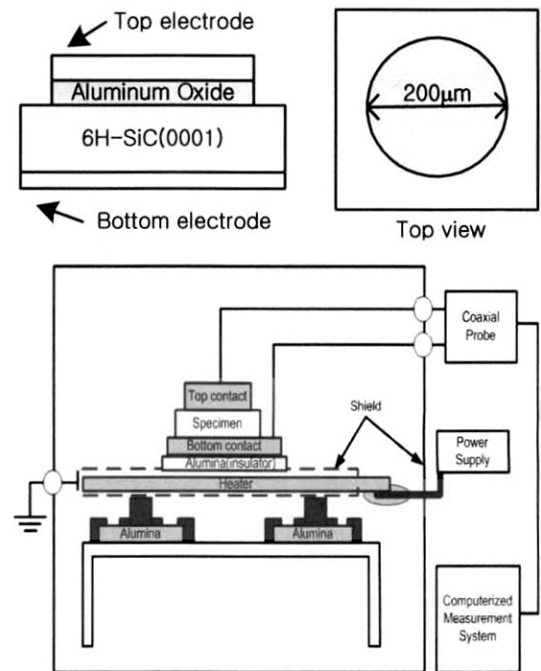 Top electrode
Aluminum Oxide
6H-SiC(0001)
Bottom electrode
200μm
Top view
Coaxial
Probe
Top contact
Specimen
Bottom contact
Alumina(insulator)
Heater
Shield
Power
Supply
Alumina
Alumina
Computerized
Measurement
System